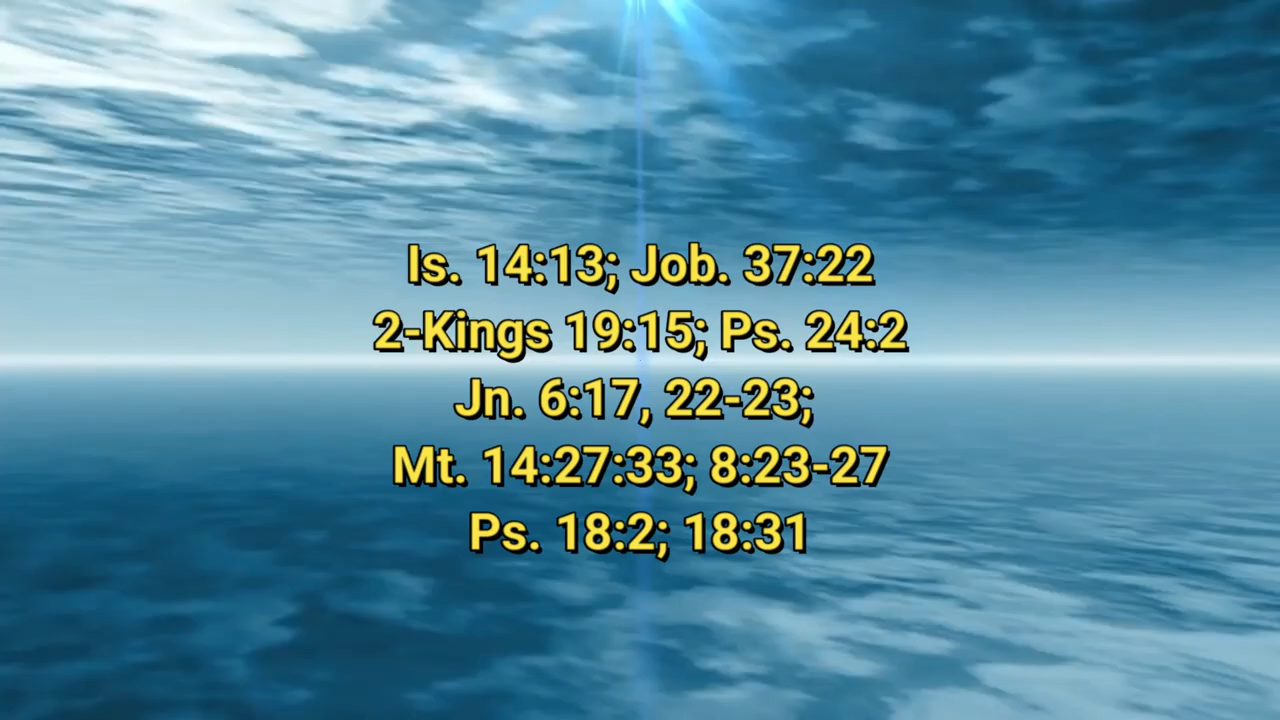 Is. 14:13; Job. 37:22
2-Kings 19:15; Ps. 24:2
Jn. 6:17, 22-23;
Mt. 14:27:33; 8:23-27
Ps. 18:2; 18:31